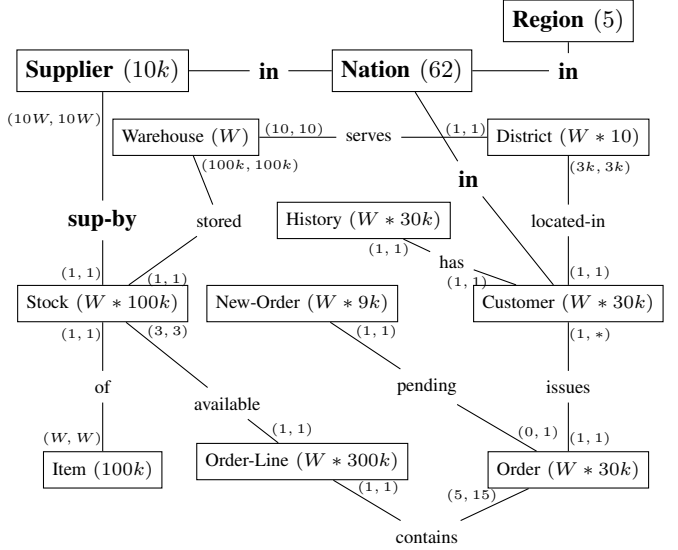 Region (5)
Supplier (10k) in Nation (62) in
(10W, 10W)
Warehouse (W) (10, 10) serves (1, 1) District (W * 10)
(100k, 100k) (3k, 3k)
in
sup-by stored History (W * 30k) located-in
(1, 1)
has
(1, 1) (1, 1) (1, 1) (1, 1)
Stock (W * 100k) New-Order (W * 9k) Customer (W * 30k)
(1, 1) (3, 3) (1, 1) (1, *)
of pending issues
available
(W, W) (1, 1) (0, 1) (1, 1)
Item (100k) Order-Line (W * 300k) Order (W * 30k)
(1, 1) (5, 15)
contains